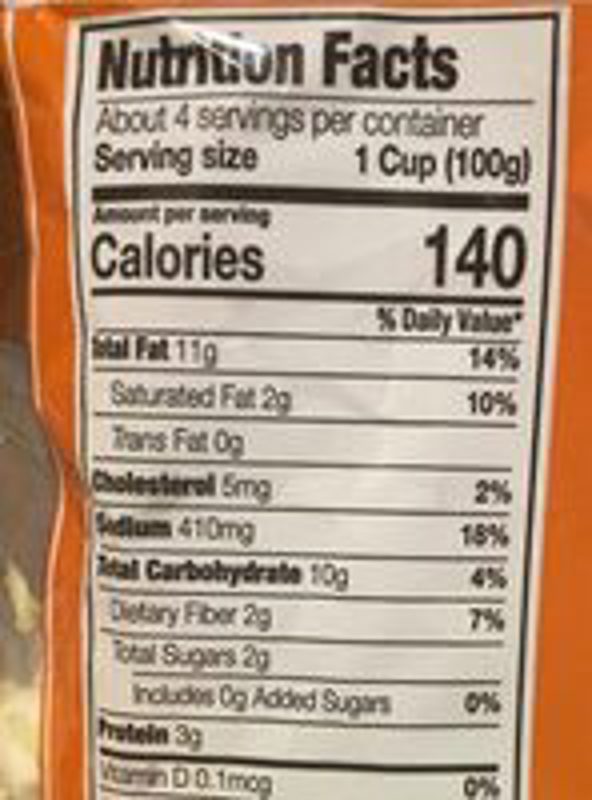 Nutrition Facts
About 4 servings per container
Serving size 1 Cup (100g)
Amount per serving
Calories 140
% Daily Value*
Total Fat 11g 14%
Saturated Fat 2g 10%
Trans Fat 0g
Cholesterol 5mg 2%
Sodium 410mg 18%
Total Carbohydrate 10g 4%
Dietary Fiber 2g 7%
Total Sugars 2g
Includes 0g Added Sugars 0%
Protein 3g
Vitamin D 0.1mcg 0%